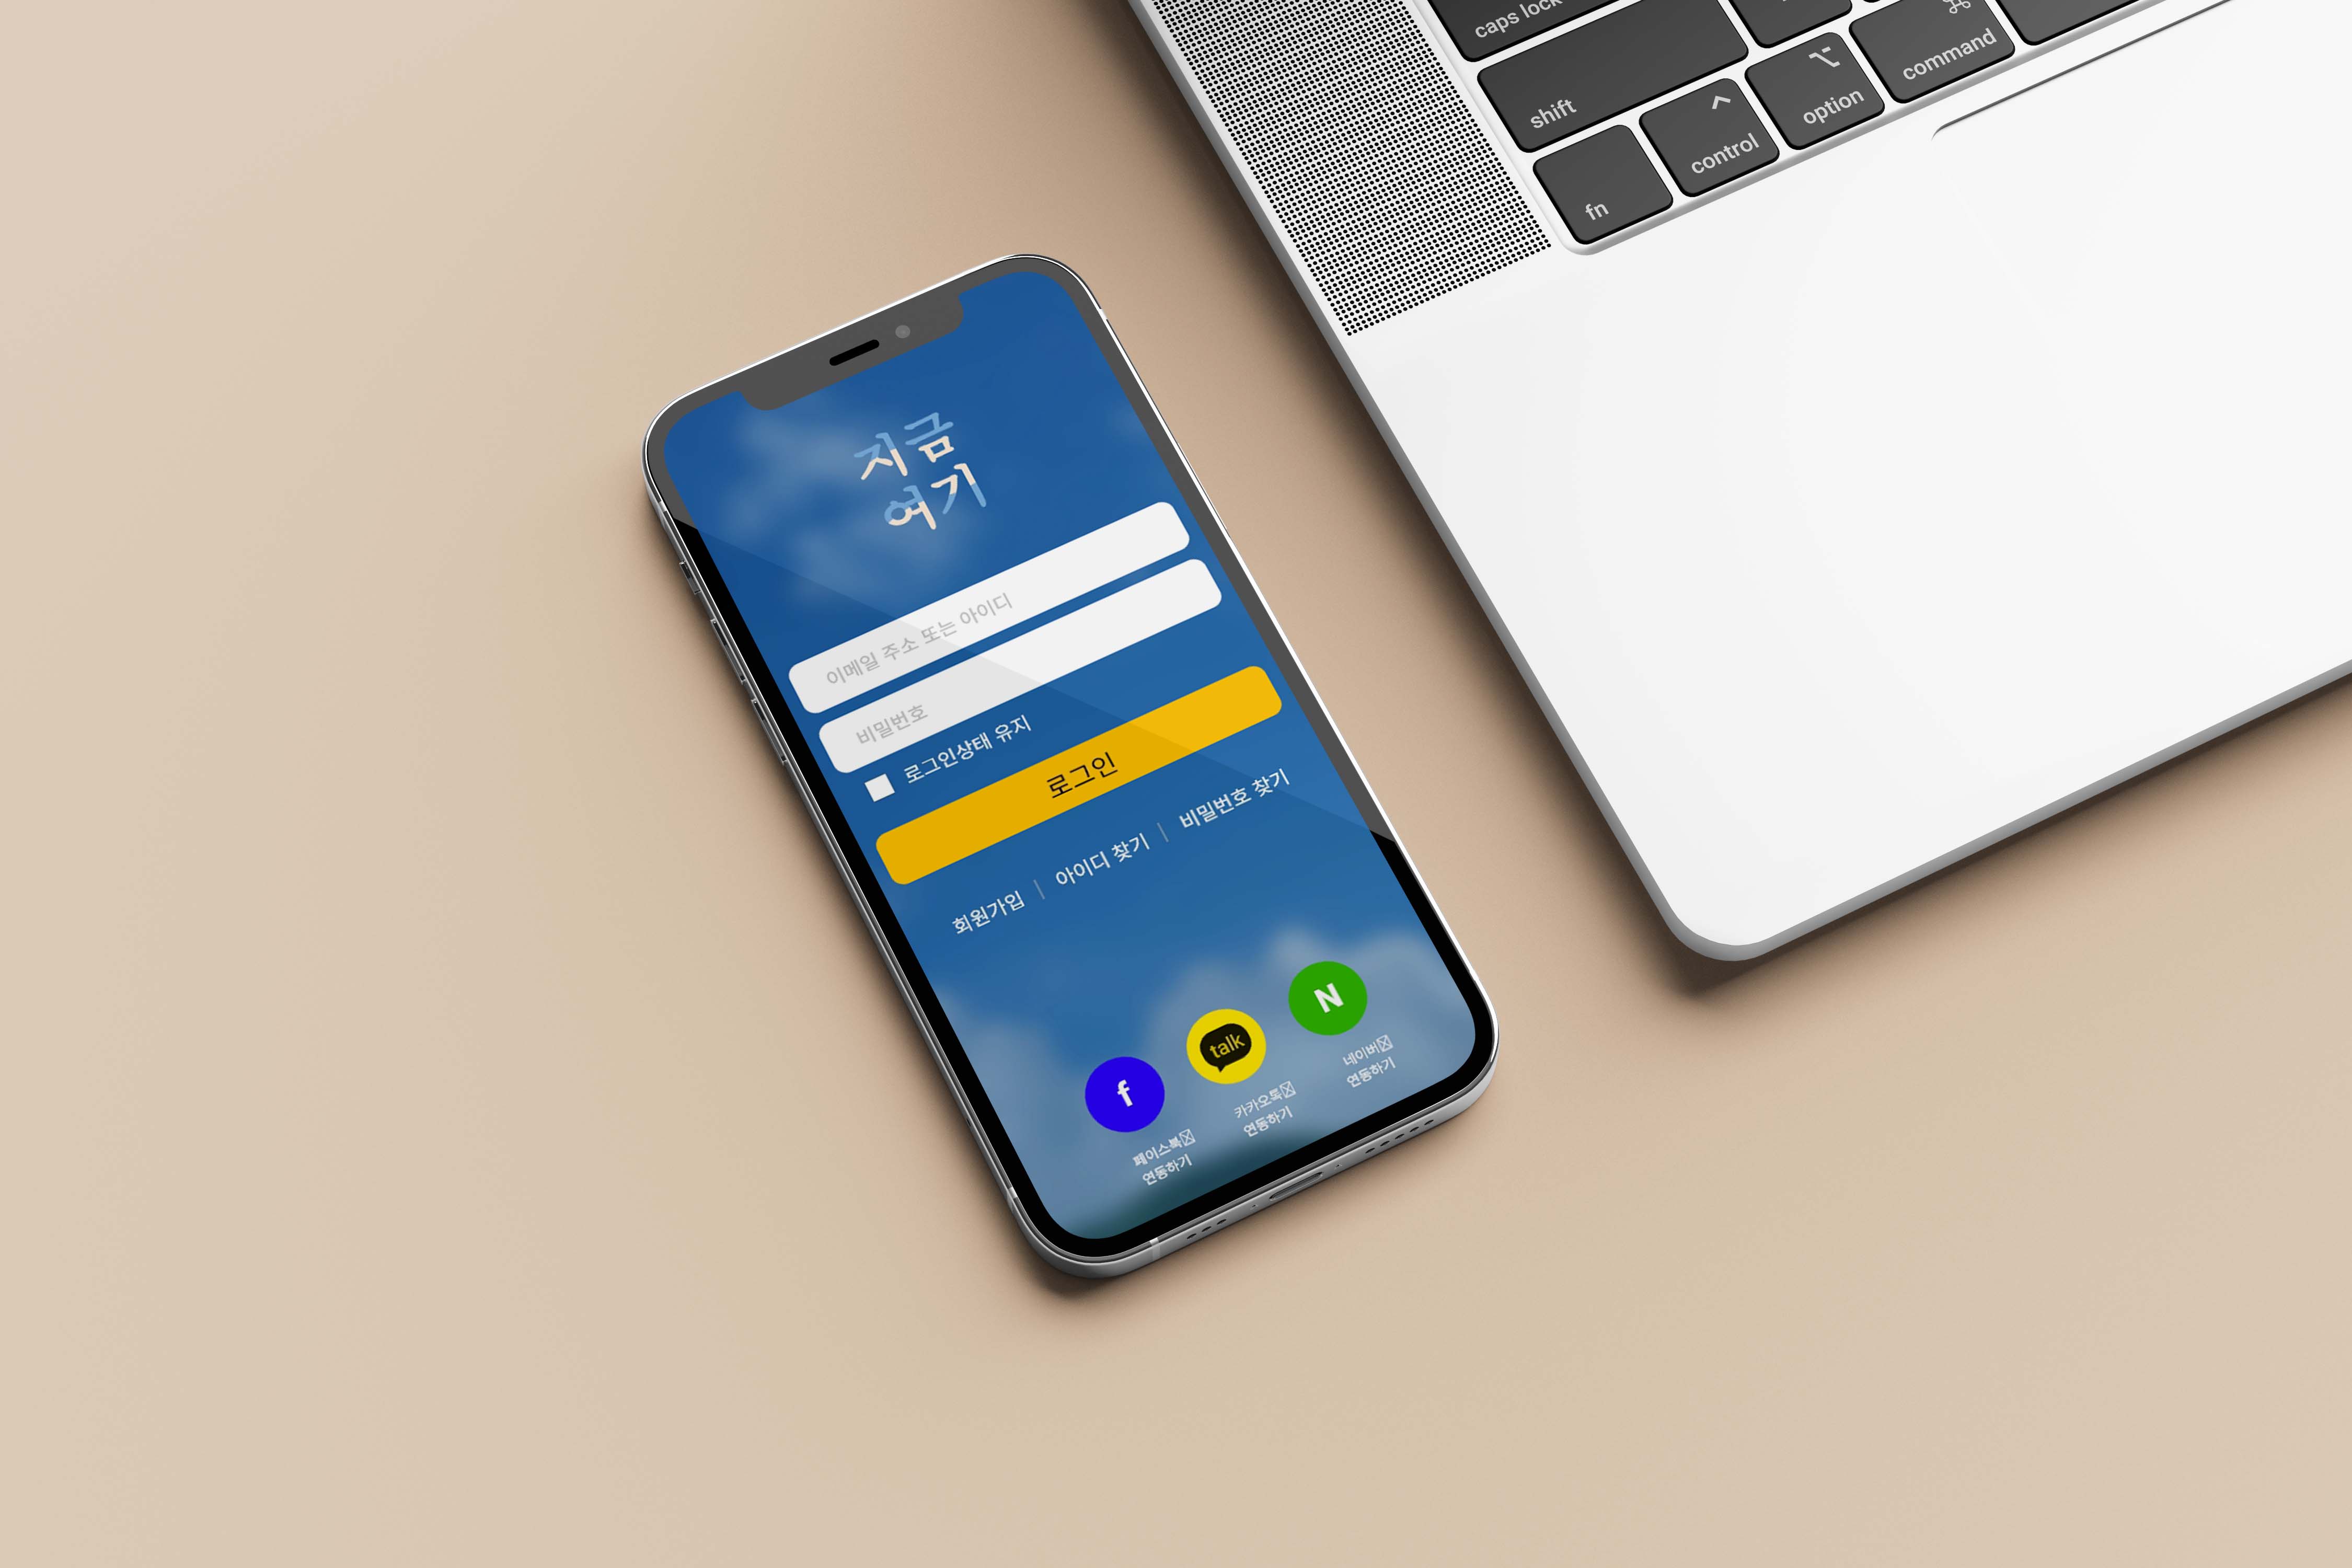 caps lock
shift
fn
control
option
command
지금
여기
이메일 주소 또는 아이디
비밀번호
로그인상태 유지
로그인
회원가입 | 아이디 찾기 | 비밀번호 찾기
f
talk
N
페이스북
연동하기
카카오톡
연동하기
네이버
연동하기